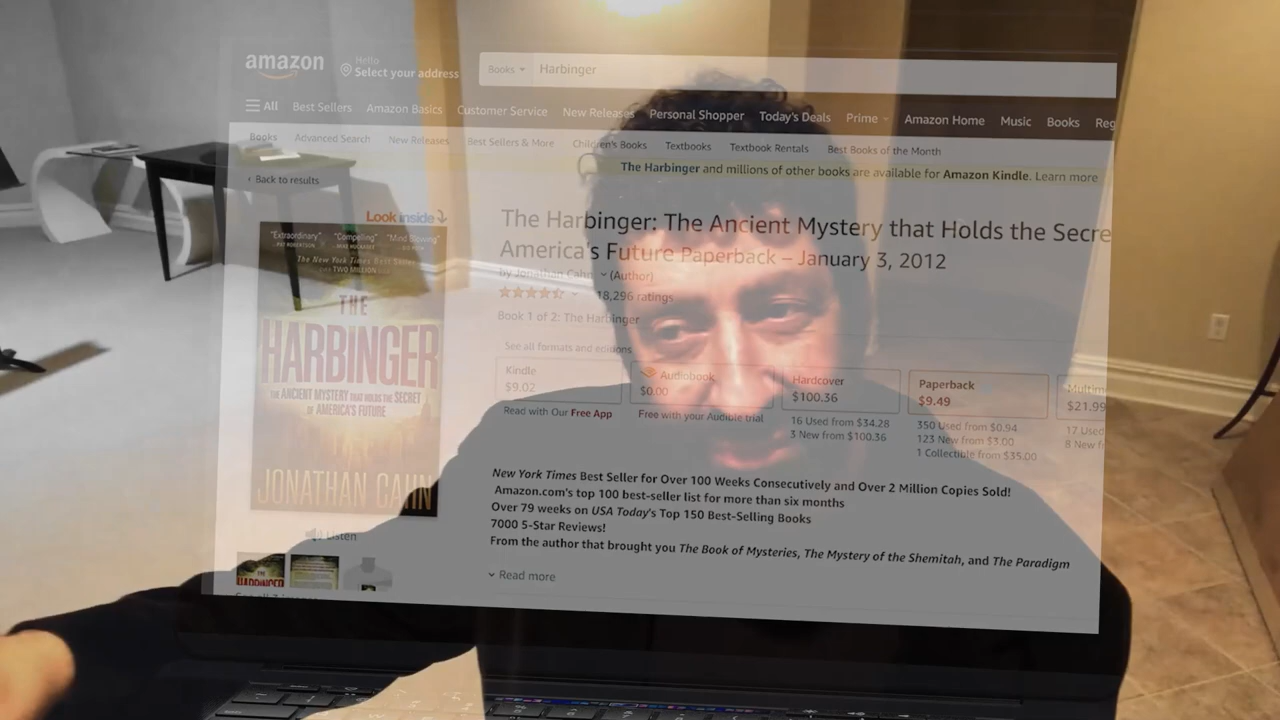 amazon
Hello
Select your address
Books
Harbinger
All Best Sellers Amazon Basics Customer Service New Releases Personal Shopper Today's Deals Prime Amazon Home Music Books Reg
Books Advanced Search New Releases Best Sellers & More Children's Books Textbooks Textbook Rentals Best Books of the Month
The Harbinger and millions of other books are available for Amazon Kindle. Learn more
‹ Back to results
Look inside
"Extraordinary" "Compelling" "Mind Blowing"
The New York Times Best Seller
OVER TWO MILLION
THE
HARBINGER
THE ANCIENT MYSTERY THAT HOLDS THE SECRET
OF AMERICA'S FUTURE
JONATHAN CAHN
Listen
The Harbinger: The Ancient Mystery that Holds the Secre
America's Future Paperback – January 3, 2012
by Jonathan Cahn (Author)
18,296 ratings
Book 1 of 2: The Harbinger
See all formats and editions
Kindle
$9.02
Read with Our Free App
Audiobook
$0.00
Free with your Audible trial
Hardcover
$100.36
16 Used from $34.28
3 New from $100.36
Paperback
$9.49
350 Used from $0.94
123 New from $3.00
1 Collectible from $35.00
$21.99
17 Used
8 New f
New York Times Best Seller for Over 100 Weeks Consecutively and Over 2 Million Copies Sold!
Amazon.com's top 100 best-seller list for more than six months
Over 79 weeks on USA Today's Top 150 Best-Selling Books
7000 5-Star Reviews!
From the author that brought you The Book of Mysteries, The Mystery of the Shemitah, and The Paradigm
Read more